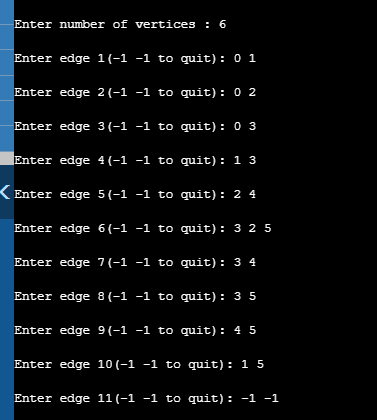 Enter number of vertices : 6
Enter edge 1(-1 -1 to quit): 0 1
Enter edge 2(-1 -1 to quit): 0 2
Enter edge 3(-1 -1 to quit): 0 3
Enter edge 4(-1 -1 to quit): 1 3
Enter edge 5(-1 -1 to quit): 2 4
Enter edge 6(-1 -1 to quit): 3 2 5
Enter edge 7(-1 -1 to quit): 3 4
Enter edge 8(-1 -1 to quit): 3 5
Enter edge 9(-1 -1 to quit): 4 5
Enter edge 10(-1 -1 to quit): 1 5
Enter edge 11(-1 -1 to quit): -1 -1